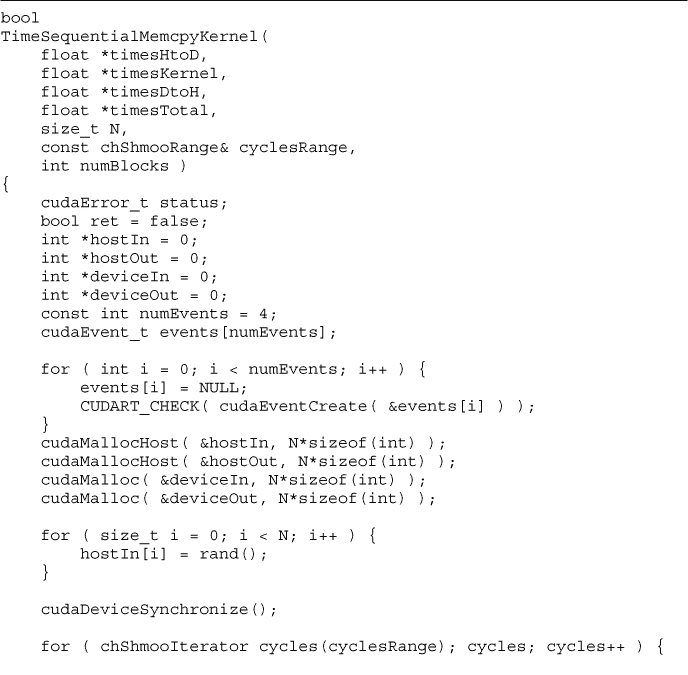 bool
TimeSequentialMemcpyKernel(
    float *timesHtoD,
    float *timesKernel,
    float *timesDtoH,
    float *timesTotal,
    size_t N,
    const chShmooRange& cyclesRange,
    int numBlocks )
{
    cudaError_t status;
    bool ret = false;
    int *hostIn = 0;
    int *hostOut = 0;
    int *deviceIn = 0;
    int *deviceOut = 0;
    const int numEvents = 4;
    cudaEvent_t events[numEvents];

    for ( int i = 0; i < numEvents; i++ ) {
        events[i] = NULL;
        CUDART_CHECK( cudaEventCreate( &events[i] ) );
    }
    cudaMallocHost( &hostIn, N*sizeof(int) );
    cudaMallocHost( &hostOut, N*sizeof(int) );
    cudaMalloc( &deviceIn, N*sizeof(int) );
    cudaMalloc( &deviceOut, N*sizeof(int) );

    for ( size_t i = 0; i < N; i++ ) {
        hostIn[i] = rand();
    }

    cudaDeviceSynchronize();

    for ( chShmooIterator cycles(cyclesRange); cycles; cycles++ ) {